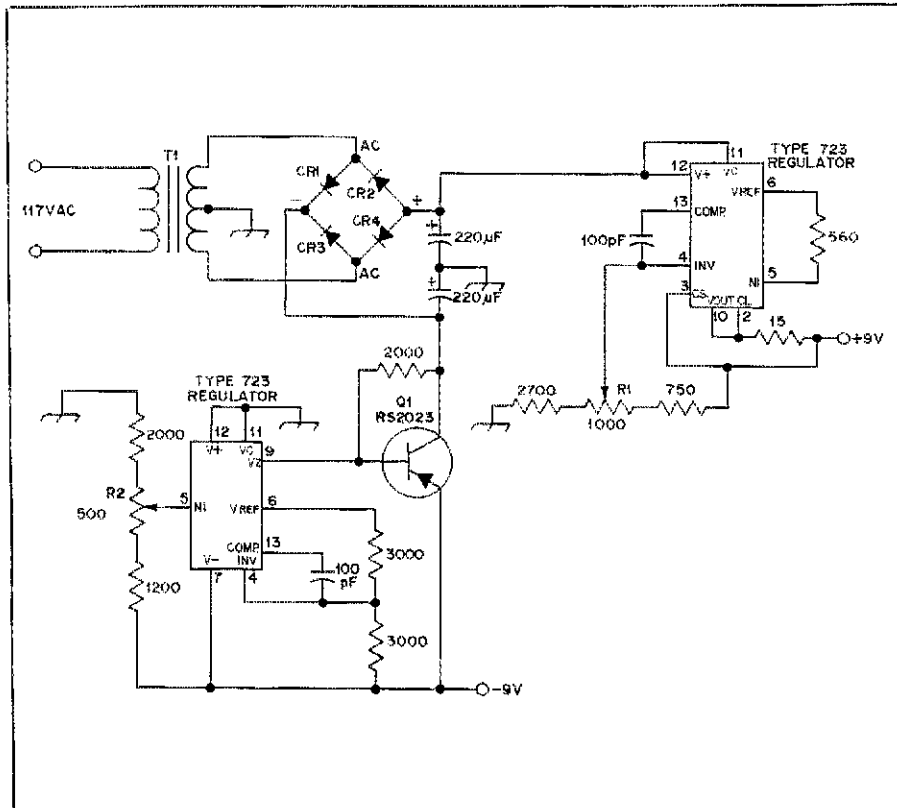 AC
T1
CR1
CR2
117VAC
−
+
CR3
CR4
AC
+
220µF
+
220µF
TYPE 723
REGULATOR
11
12
V+
VC
6
VREF
13
COMP.
100pF
560
4
INV
5
NI
3
CS
VOUT
CL
10
2
15
+9V
2700
R1
1000
750
2000
TYPE 723
REGULATOR
Q1
RS2023
2000
12
11
V+
VC
9
VZ
R2
500
5
NI
6
VREF
COMP.
13
V−
INV
7
4
100
pF
3000
1200
3000
−9V